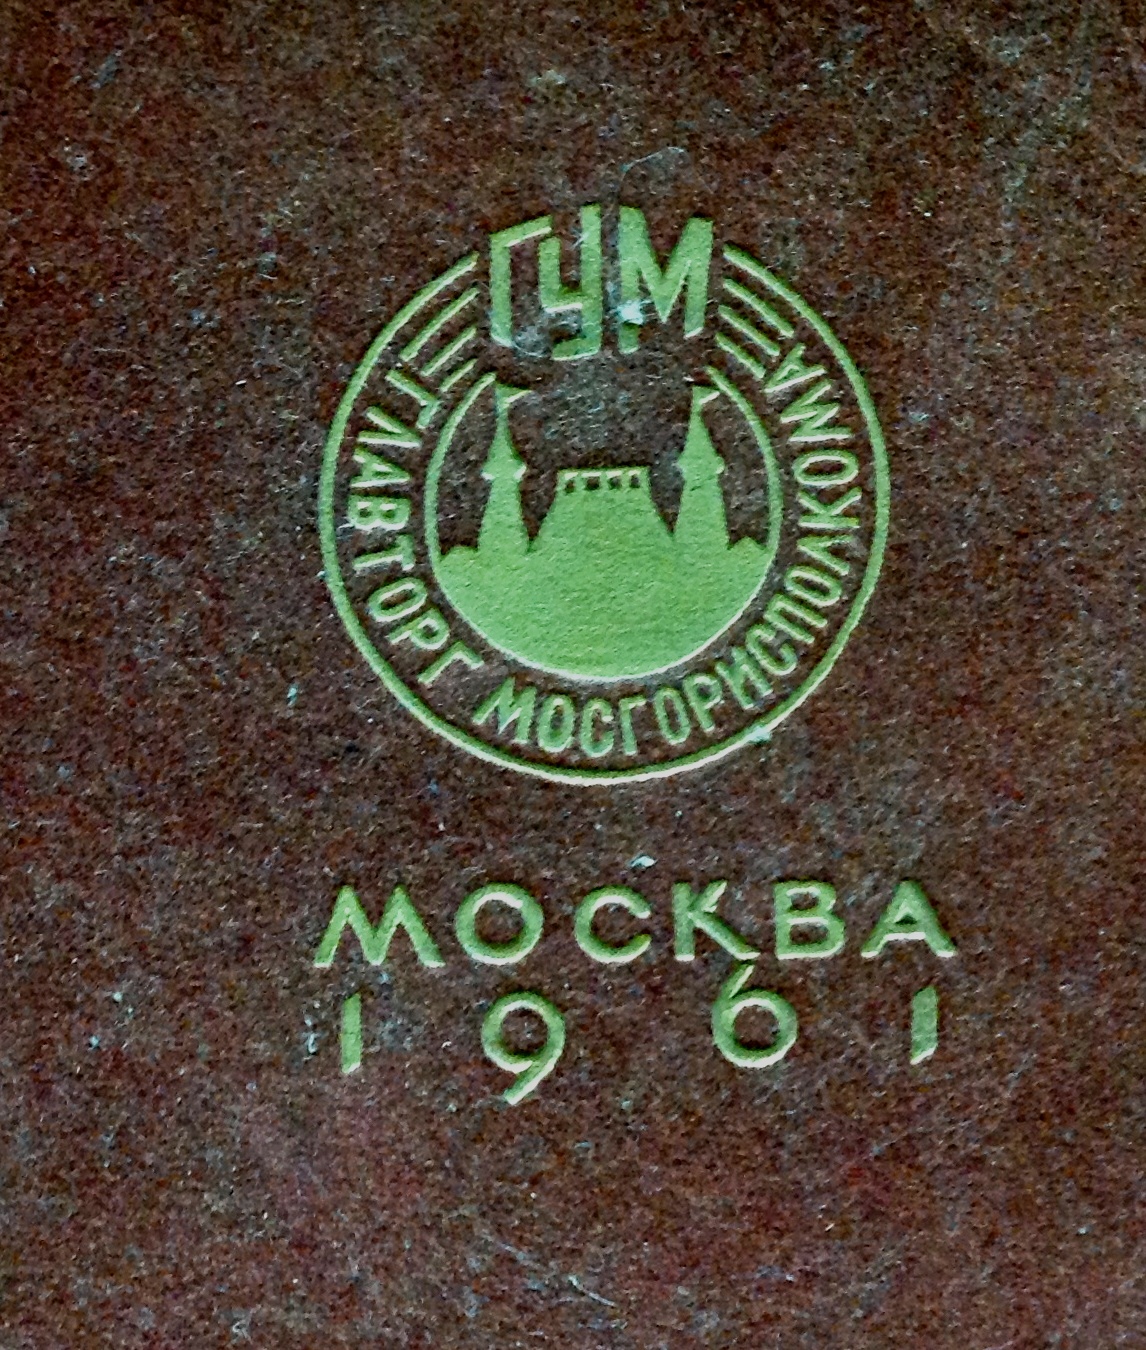 ГУМ
ГЛАВТОРГ МОСГОРИСПОЛКОМА
МОСКВА
1961